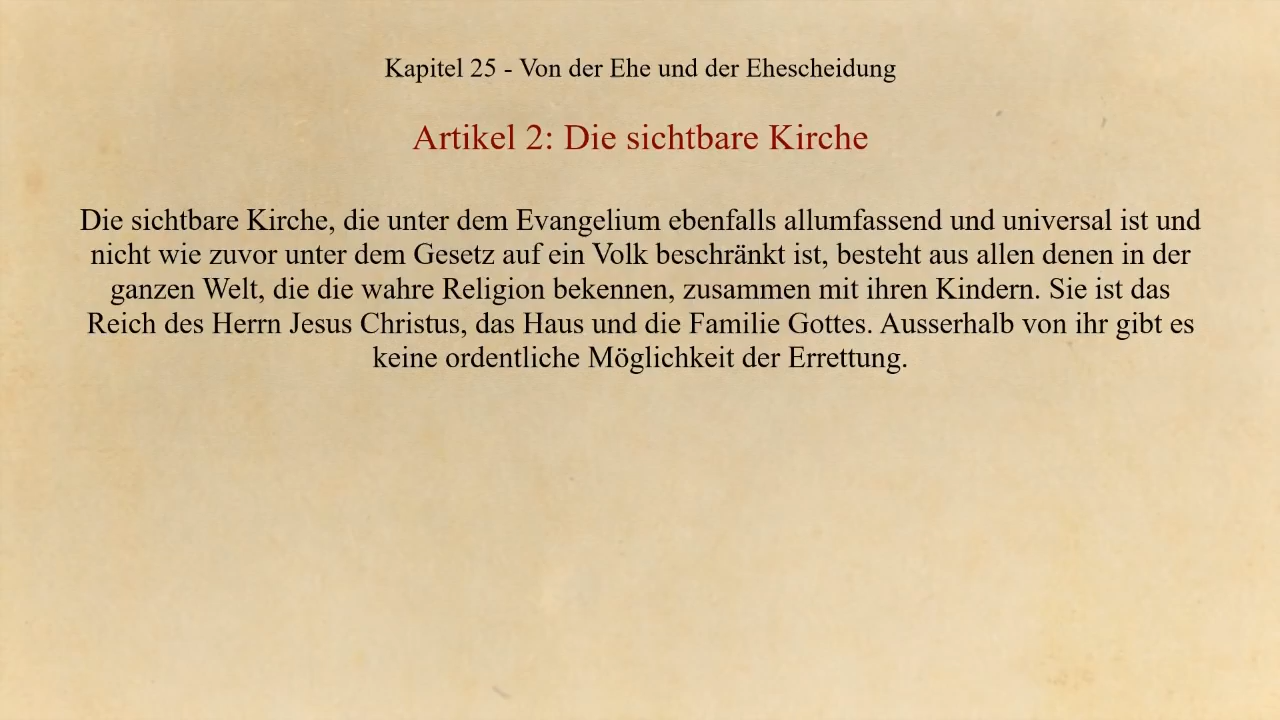 Kapitel 25 - Von der Ehe und der Ehescheidung
Artikel 2: Die sichtbare Kirche
Die sichtbare Kirche, die unter dem Evangelium ebenfalls allumfassend und universal ist und
nicht wie zuvor unter dem Gesetz auf ein Volk beschränkt ist, besteht aus allen denen in der
ganzen Welt, die die wahre Religion bekennen, zusammen mit ihren Kindern. Sie ist das
Reich des Herrn Jesus Christus, das Haus und die Familie Gottes. Ausserhalb von ihr gibt es
keine ordentliche Möglichkeit der Errettung.